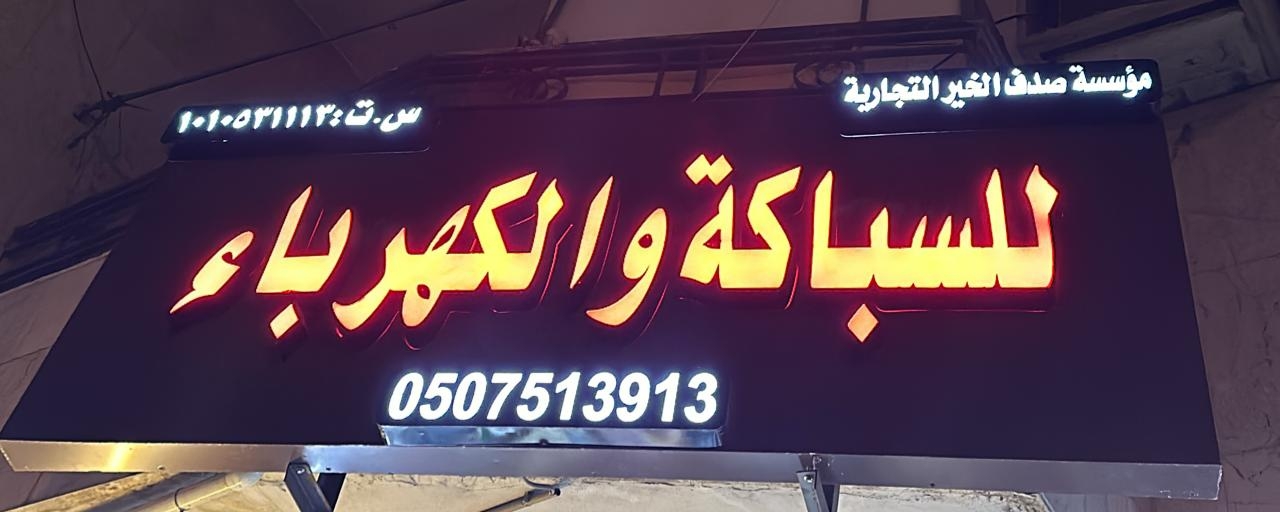 مؤسسة صدف الخير التجارية
س.ت: ١٠١٠٥٣١١١٣
للسباكة والكهرباء
0507513913